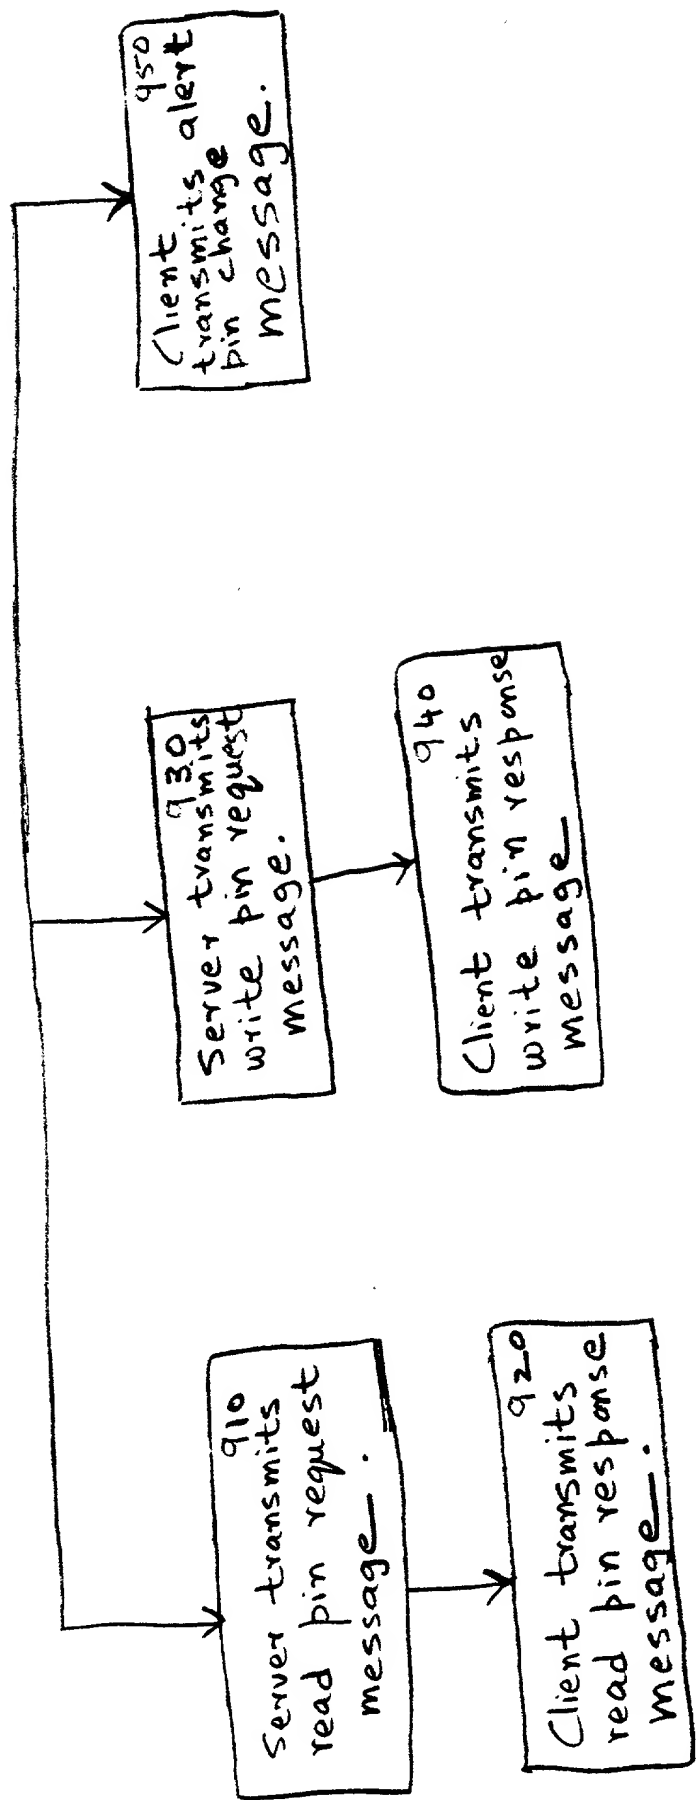 910
Server transmits
read pin request
message.
920
Client transmits
read pin response
message.
930
Server transmits
write pin request
message.
940
Client transmits
write pin response
message
950
Client
transmits alert
pin change
message.